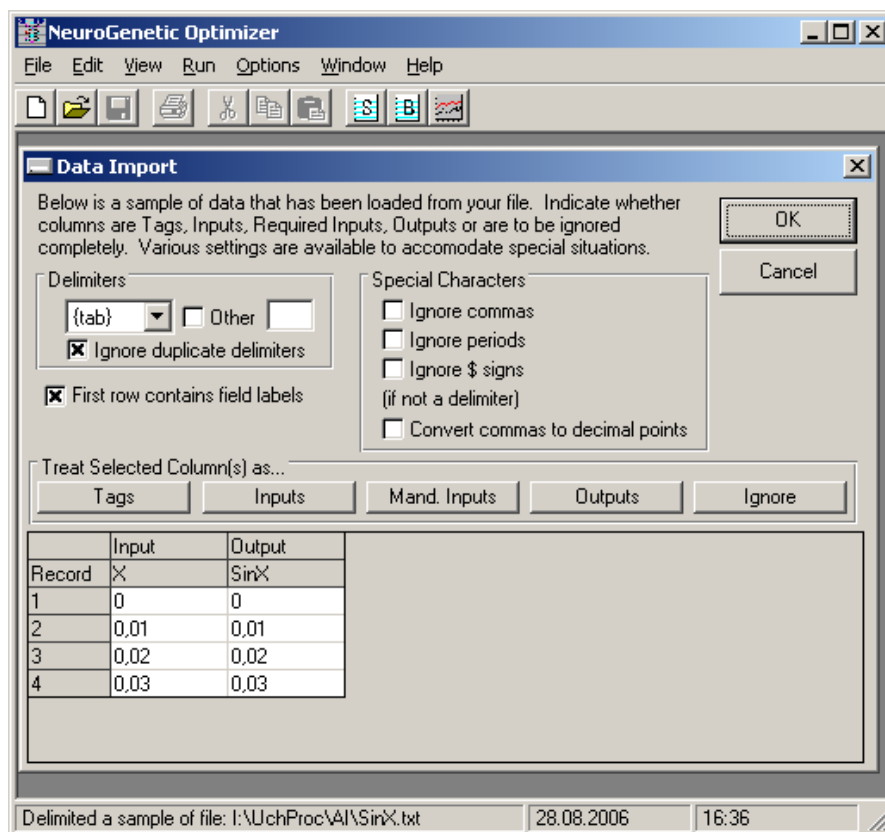 NeuroGenetic Optimizer
File Edit View Run Options Window Help
S B
Data Import
Below is a sample of data that has been loaded from your file. Indicate whether
columns are Tags, Inputs, Required Inputs, Outputs or are to be ignored
completely. Various settings are available to accomodate special situations.
OK
Cancel
Delimiters
{tab} Other
Ignore duplicate delimiters
First row contains field labels
Special Characters
Ignore commas
Ignore periods
Ignore $ signs
(if not a delimiter)
Convert commas to decimal points
Treat Selected Column(s) as...
Tags Inputs Mand. Inputs Outputs Ignore
Input Output
Record X SinX
1 0 0
2 0,01 0,01
3 0,02 0,02
4 0,03 0,03
Delimited a sample of file: I:\UchProc\AI\SinX.txt 28.08.2006 16:36